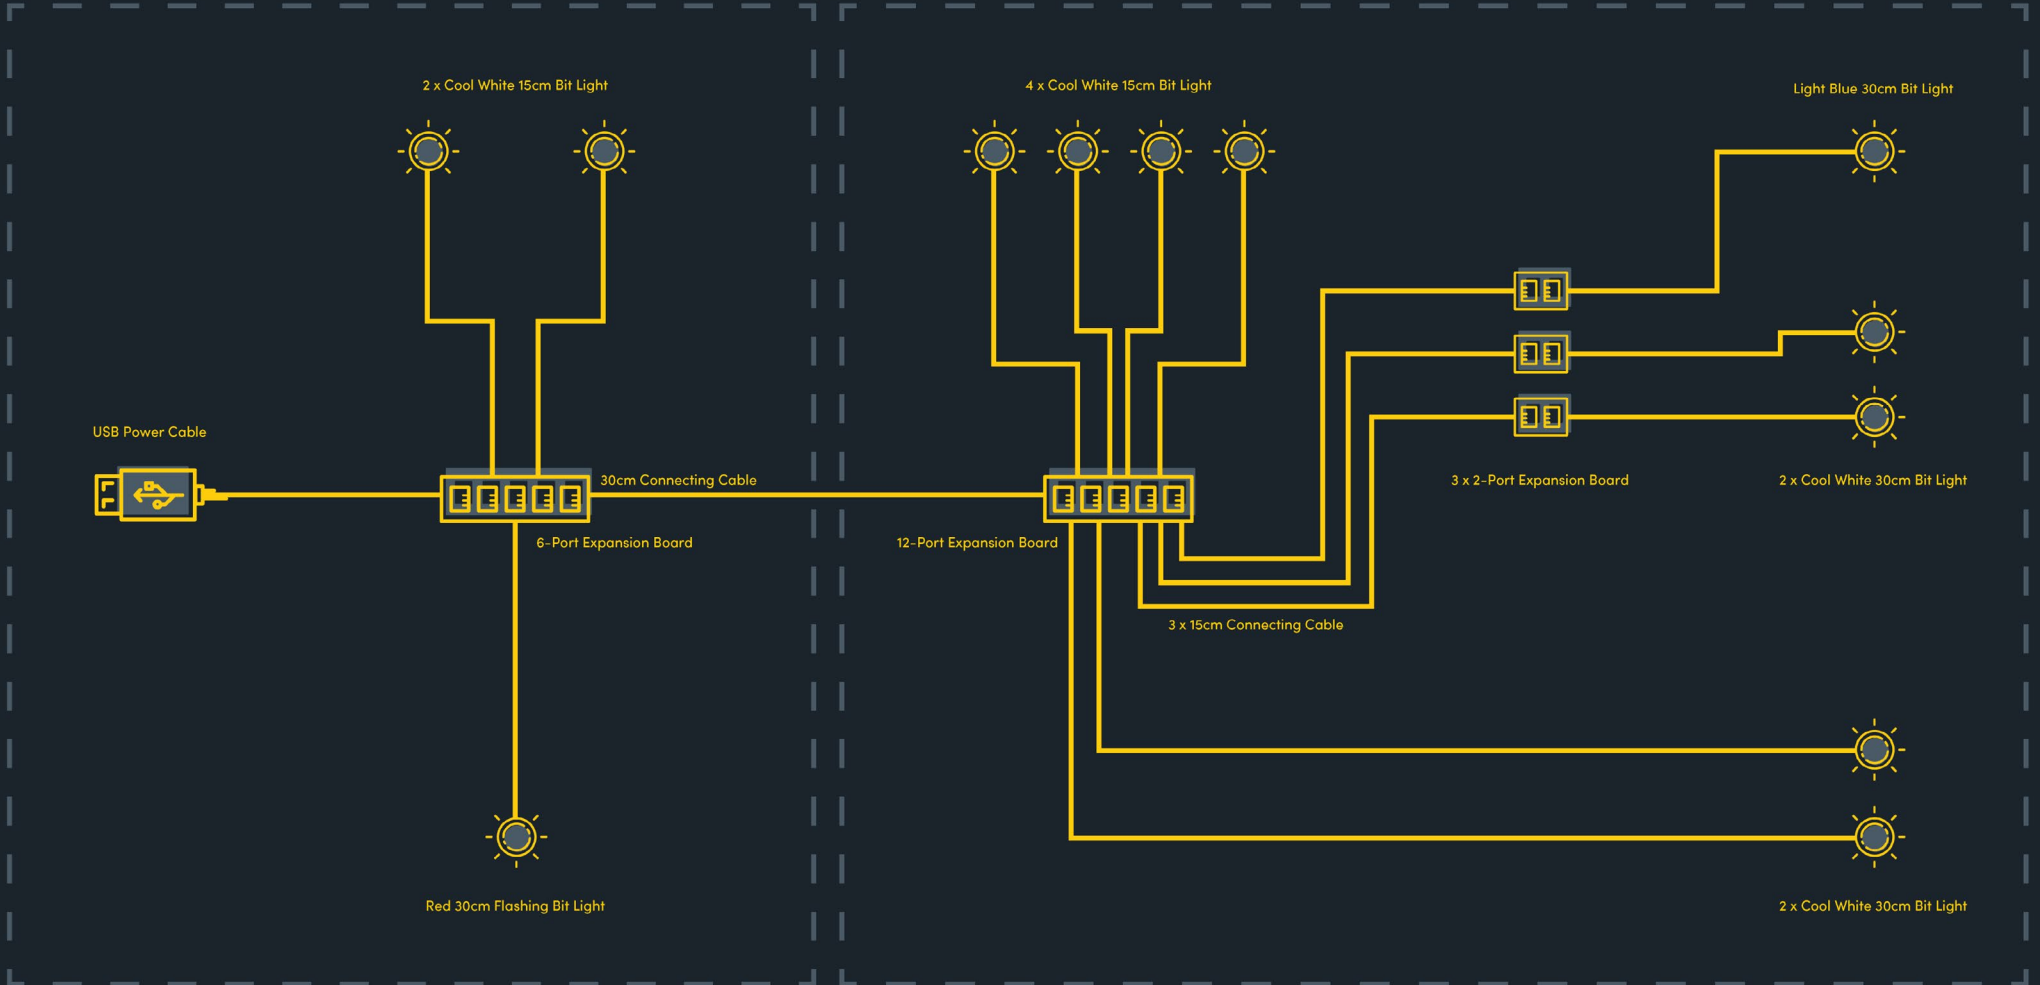 2 x Cool White 15cm Bit Light
4 x Cool White 15cm Bit Light
Light Blue 30cm Bit Light
USB Power Cable
30cm Connecting Cable
3 x 2-Port Expansion Board
2 x Cool White 30cm Bit Light
6-Port Expansion Board
12-Port Expansion Board
3 x 15cm Connecting Cable
Red 30cm Flashing Bit Light
2 x Cool White 30cm Bit Light